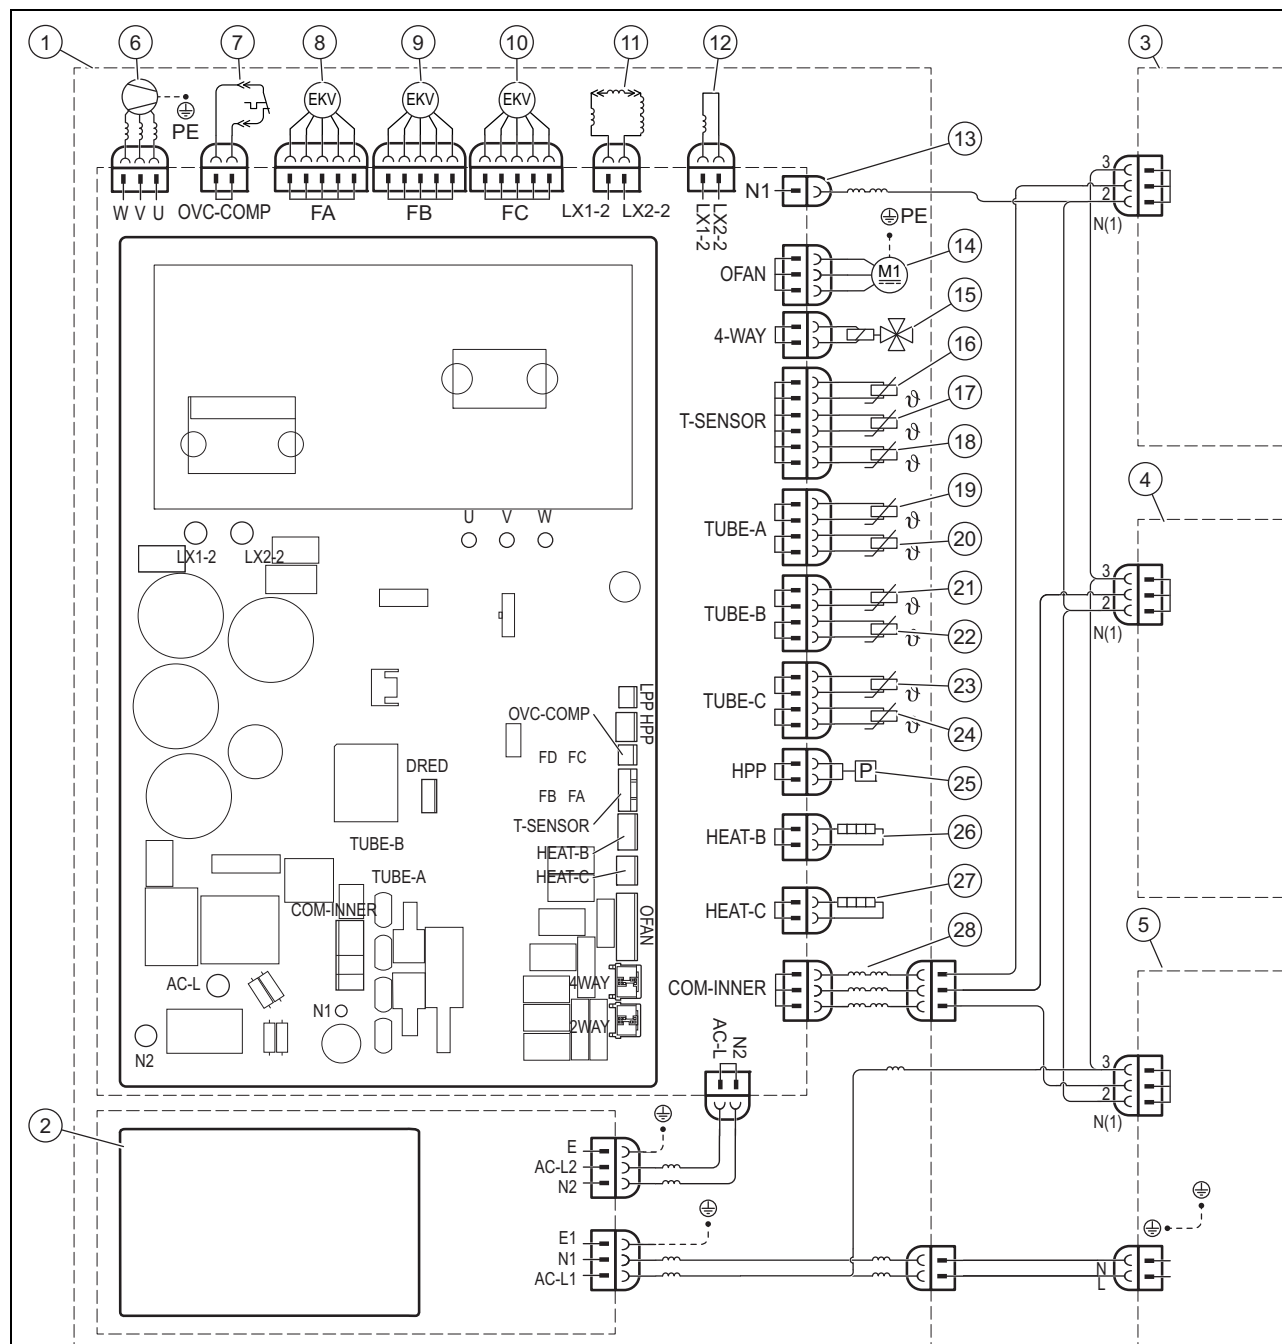 1 6 7 8 9 10 11 12 3
EKV EKV EKV
PE
W V U OVC-COMP FA FB FC LX1-2 LX2-2
LX1-2
LX2-2
N1 13
3
2
N(1)
PE
OFAN M1 14
4-WAY 15
T-SENSOR
16
ϑ
17
ϑ
18
ϑ
4
TUBE-A
19
ϑ
20
ϑ
U V W
LX1-2 LX2-2
TUBE-B
21
ϑ
22
ϑ
3
2
N(1)
TUBE-C
23
ϑ
24
ϑ
LPP HPP
OVC-COMP
FD FC
DRED
FB FA
T-SENSOR
HPP P 25
TUBE-B
HEAT-B
HEAT-B 26
TUBE-A
HEAT-C
COM-INNER
HEAT-C 27
OFAN
28
5
AC-L
4WAY
COM-INNER
N1
2WAY
N2
AC-L
N2
3
2
N(1)
2
E
AC-L2
N2
E1
N1
AC-L1
N
L